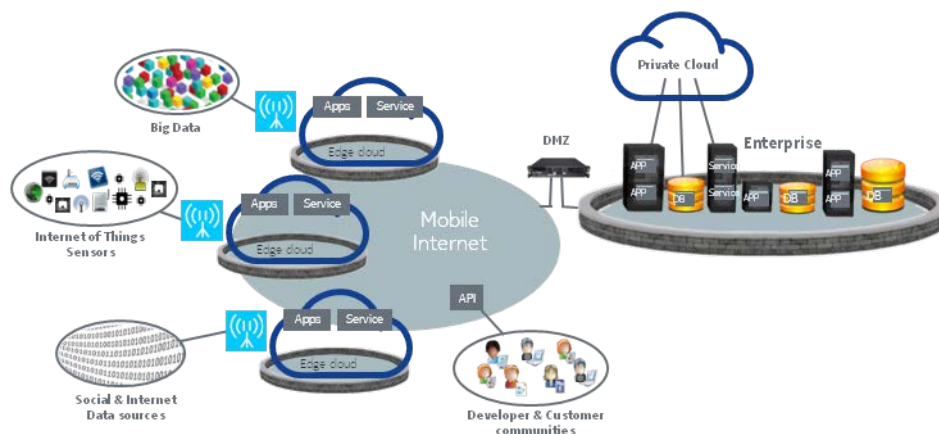 Private Cloud
Apps
Service
Big Data
Edge cloud
DMZ
Enterprise
APP
Service
APP
APP
DB
Service
APP
DB
APP
DB
Apps
Service
Mobile
Internet
Internet of Things
Sensors
Edge cloud
API
Apps
Service
Edge cloud
Social & Internet
Data sources
Developer & Customer
communities